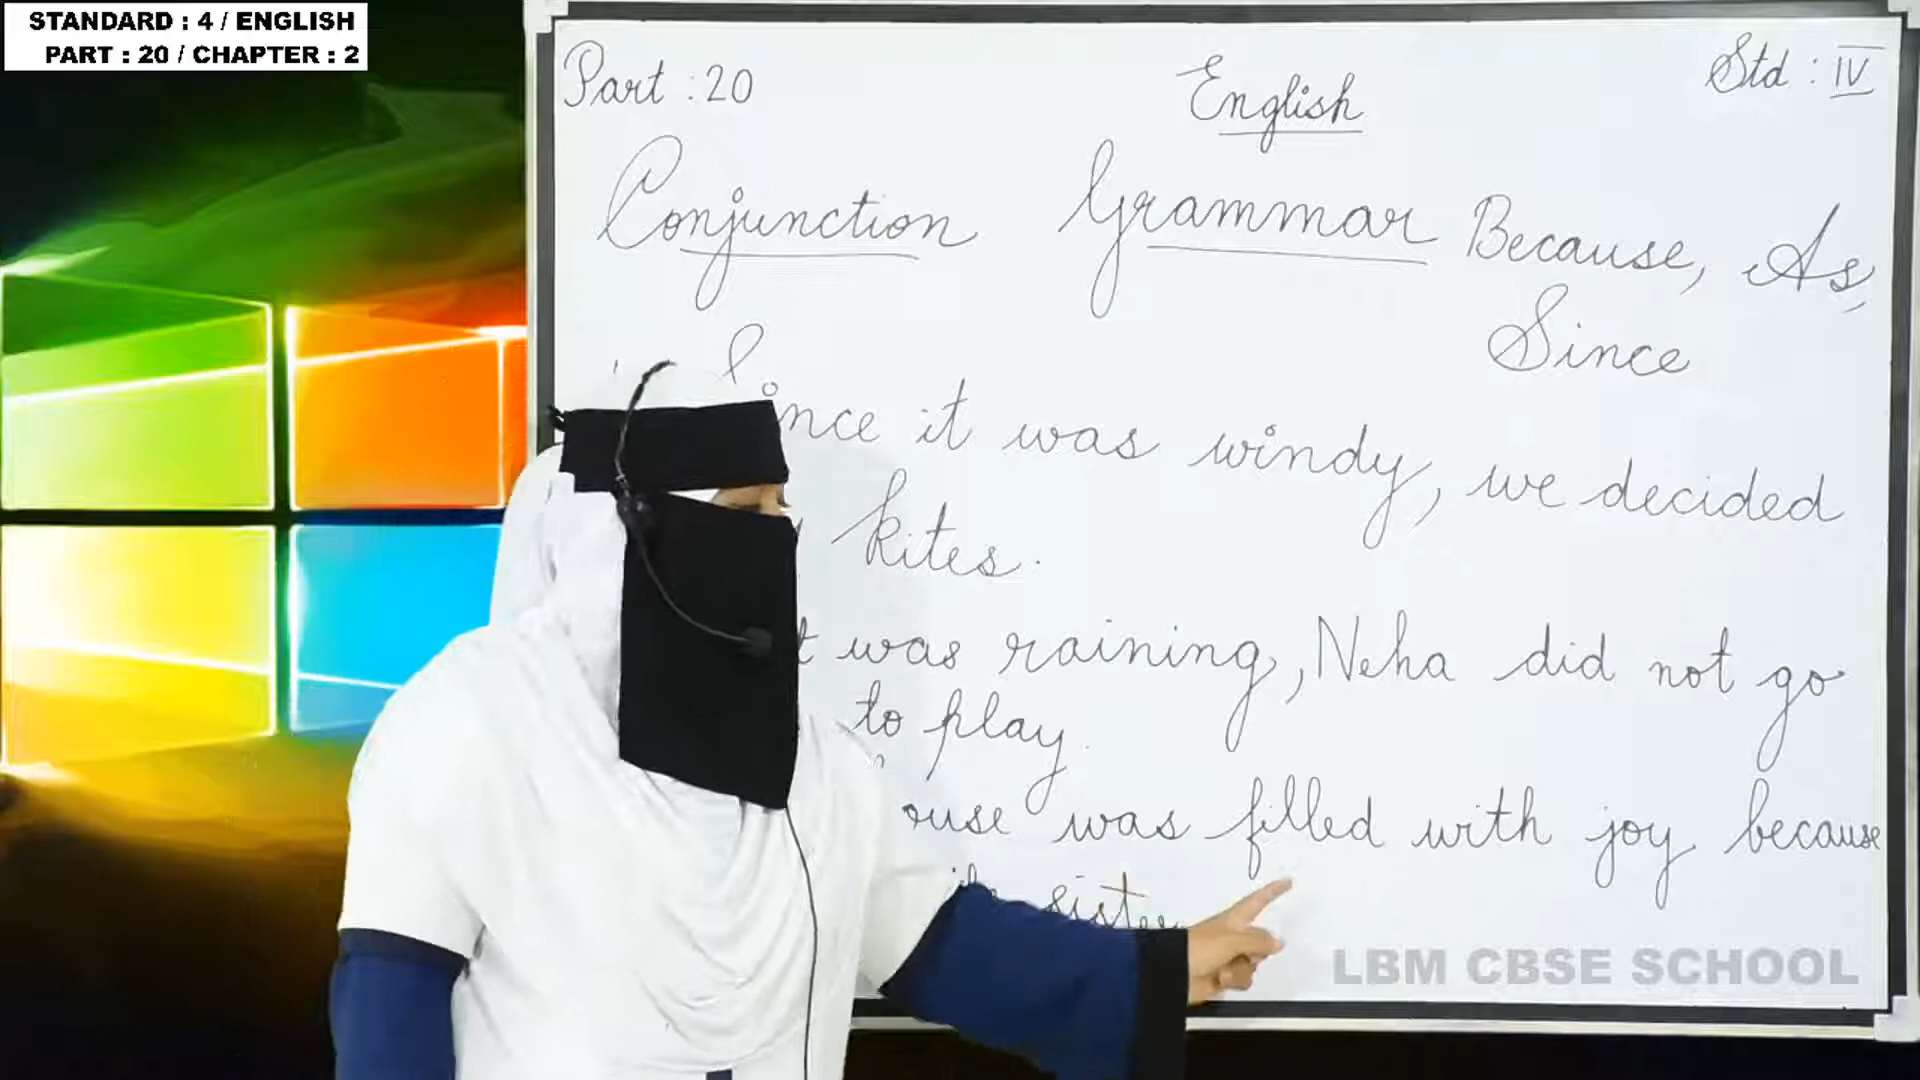 STANDARD : 4 / ENGLISH
PART : 20 / CHAPTER : 2
Part : 20 English Std : IV
Conjunction Grammar Because, As,
Since
it was windy, we decided
kites.
was raining, Neha did not go
to play.
was filled with joy because
LBM CBSE SCHOOL